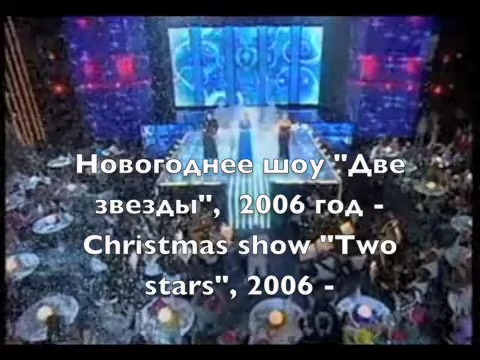 Новогоднее шоу "Две
звезды",  2006 год -
Christmas show "Two
stars", 2006 -